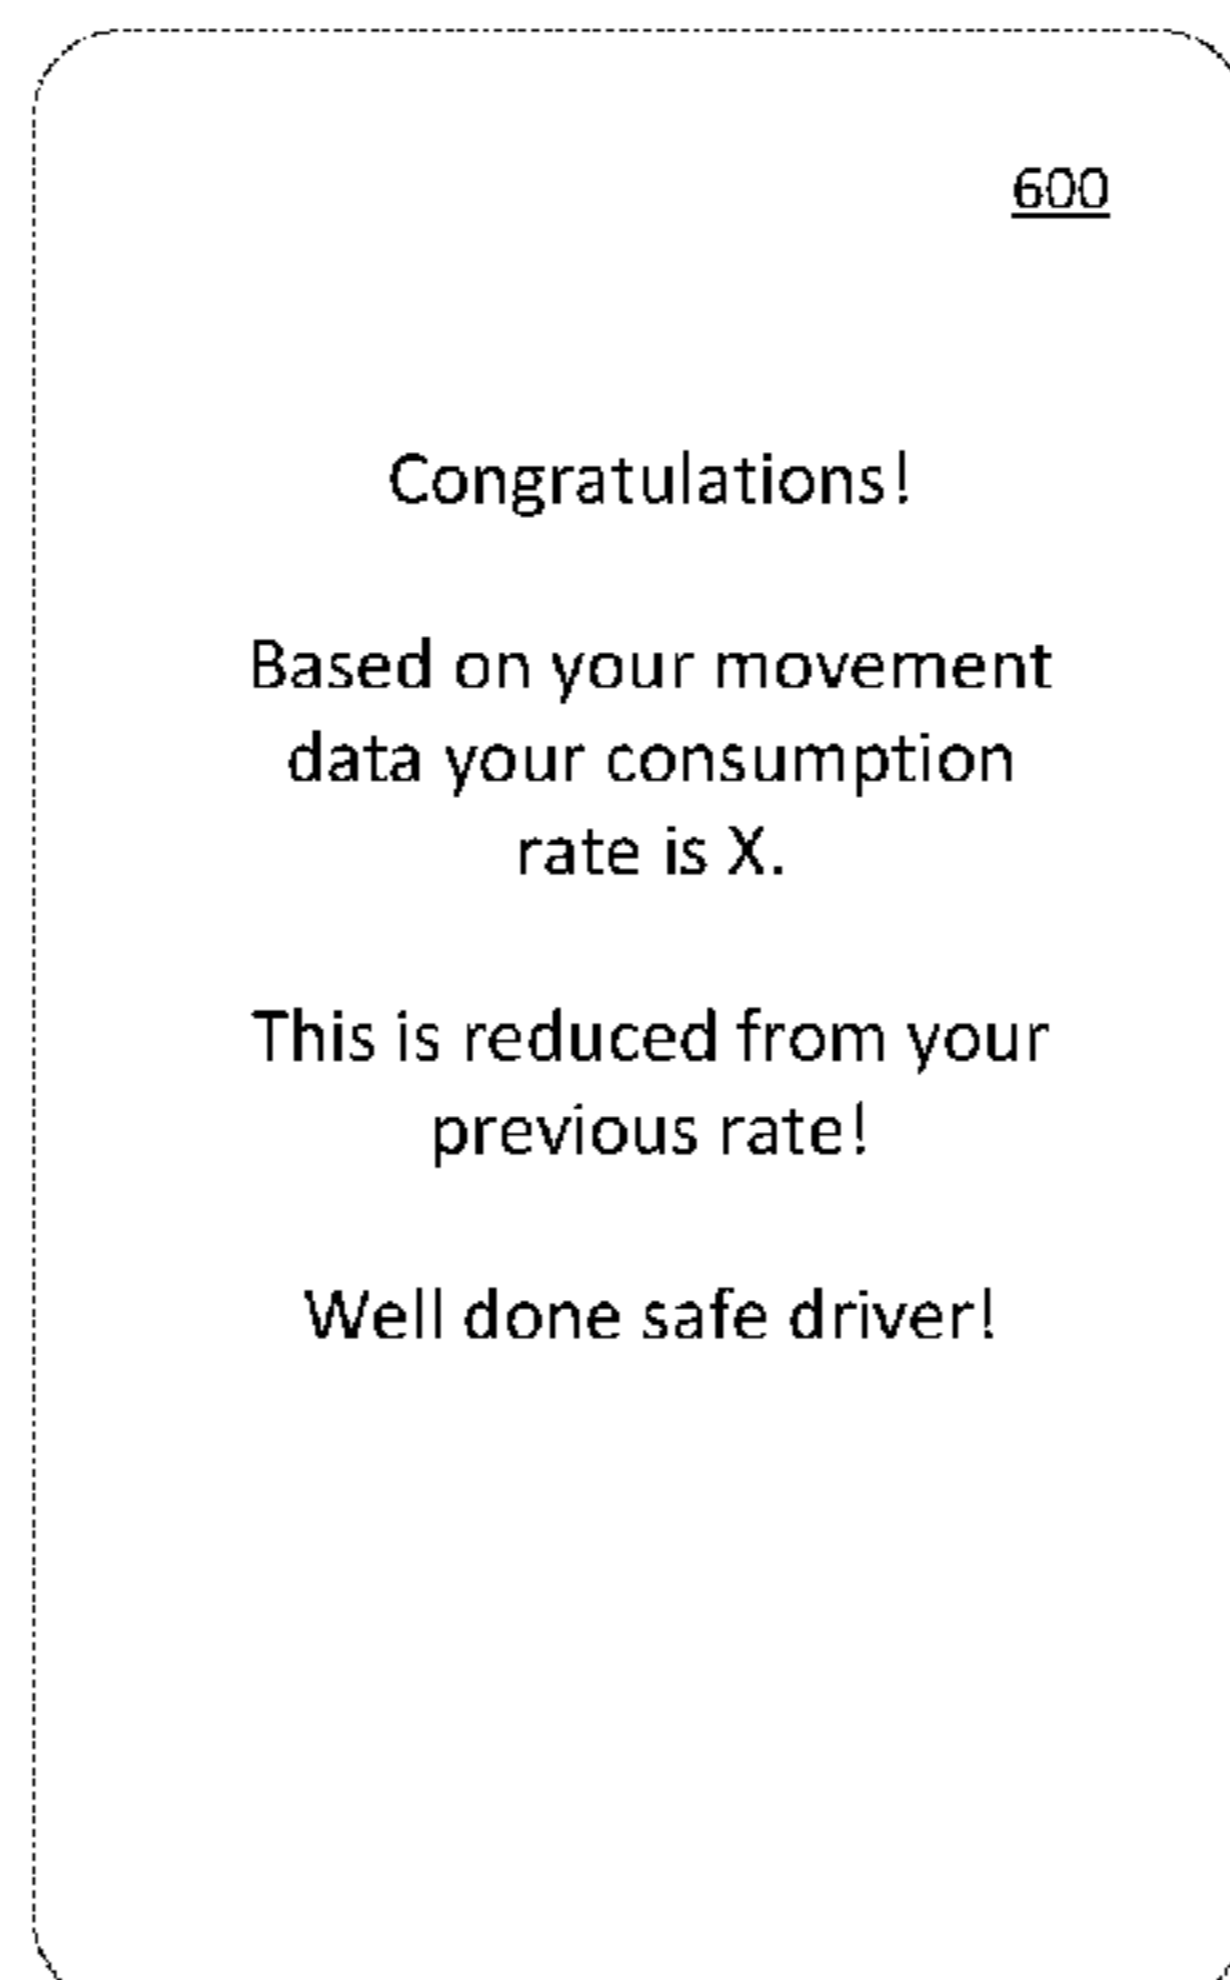 600
Congratulations!
Based on your movement
data your consumption
rate is X.
This is reduced from your
previous rate!
Well done safe driver!